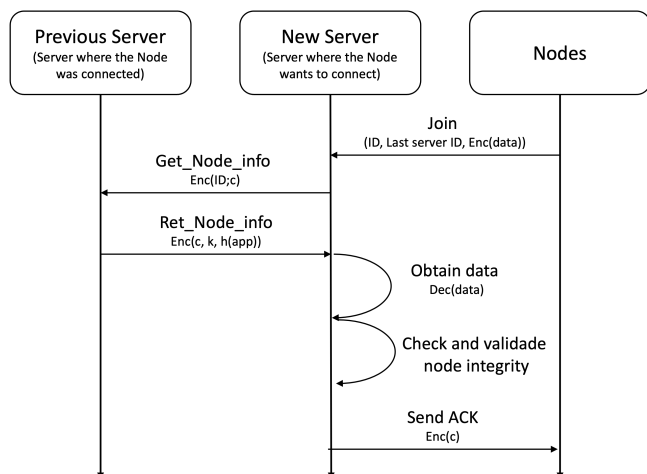 Previous Server
(Server where the Node
was connected)
New Server
(Server where the Node
wants to connect)
Nodes
Join
(ID, Last server ID, Enc(data))
Get_Node_info
Enc(ID;c)
Ret_Node_info
Enc(c, k, h(app))
Obtain data
Dec(data)
Check and validade
node integrity
Send ACK
Enc(c)